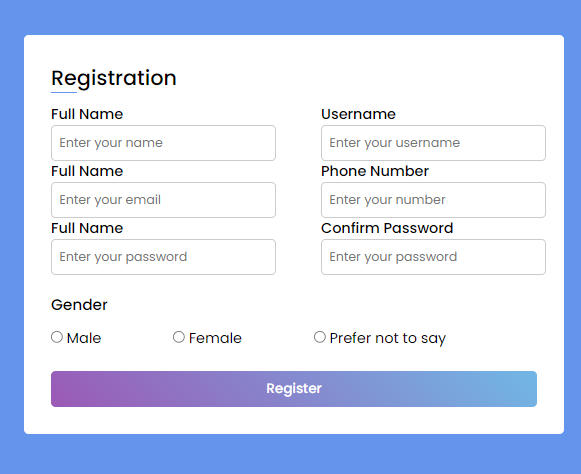 Registration
Full Name Username
Enter your name Enter your username
Full Name Phone Number
Enter your email Enter your number
Full Name Confirm Password
Enter your password Enter your password
Gender
Male Female Prefer not to say
Register